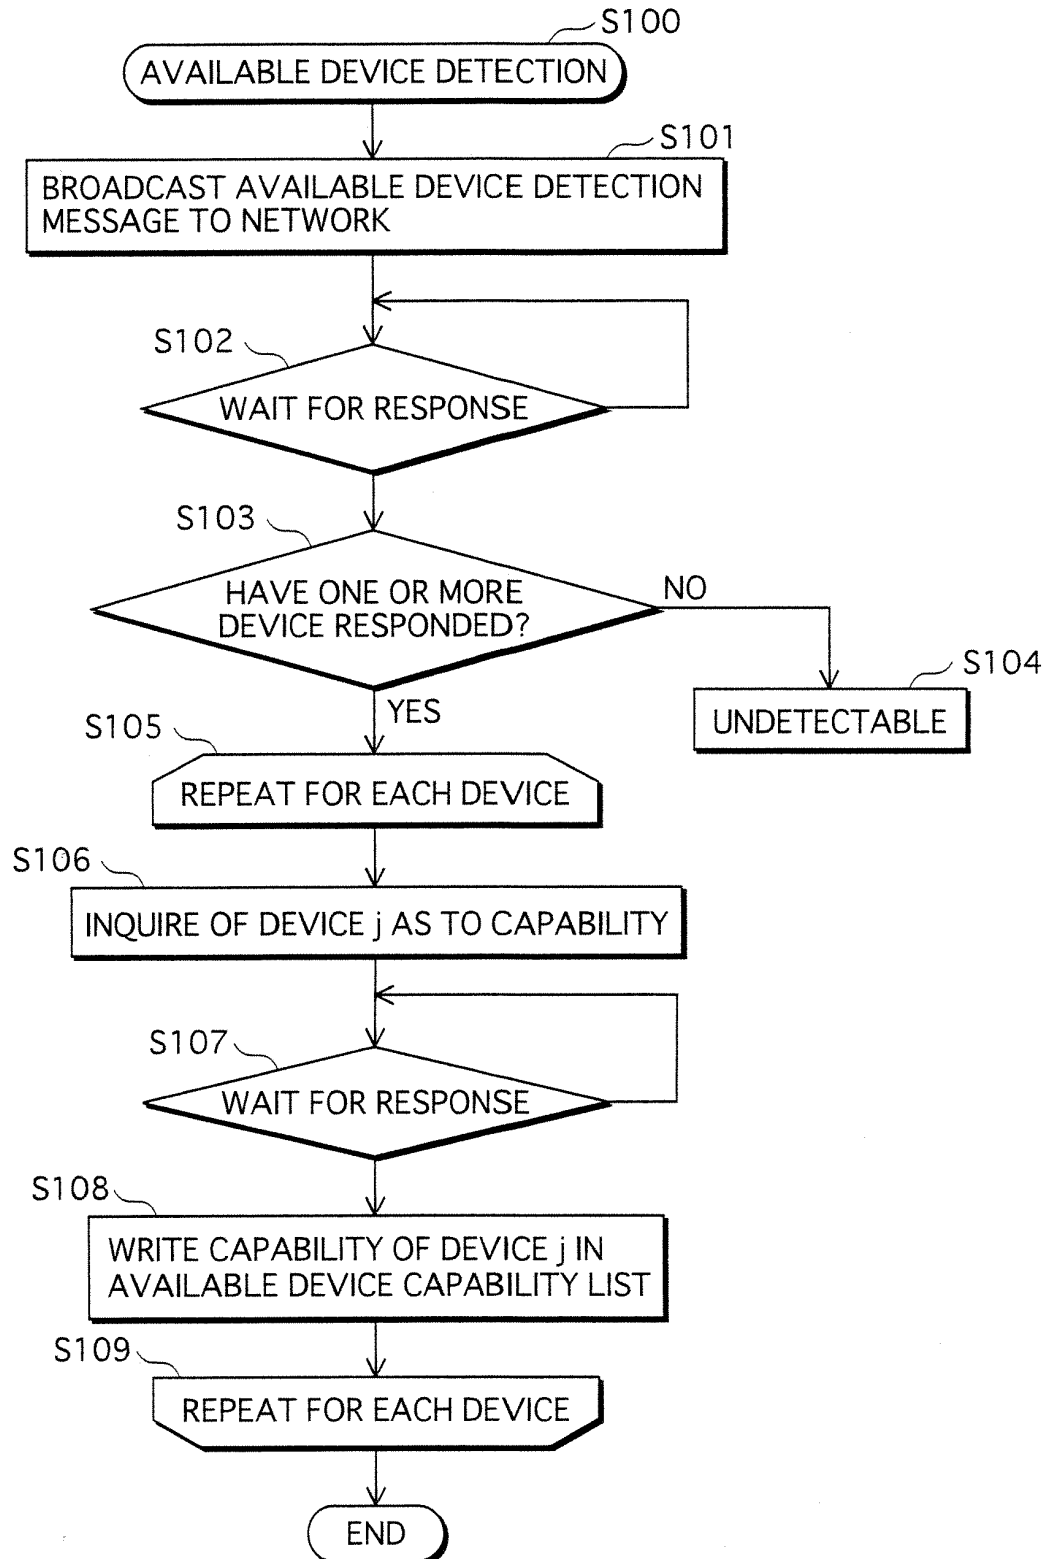 S100
AVAILABLE DEVICE DETECTION
S101
BROADCAST AVAILABLE DEVICE DETECTION
MESSAGE TO NETWORK
S102
WAIT FOR RESPONSE
S103
HAVE ONE OR MORE
DEVICE RESPONDED?
NO
S104
UNDETECTABLE
YES
S105
REPEAT FOR EACH DEVICE
S106
INQUIRE OF DEVICE j AS TO CAPABILITY
S107
WAIT FOR RESPONSE
S108
WRITE CAPABILITY OF DEVICE j IN
AVAILABLE DEVICE CAPABILITY LIST
S109
REPEAT FOR EACH DEVICE
END